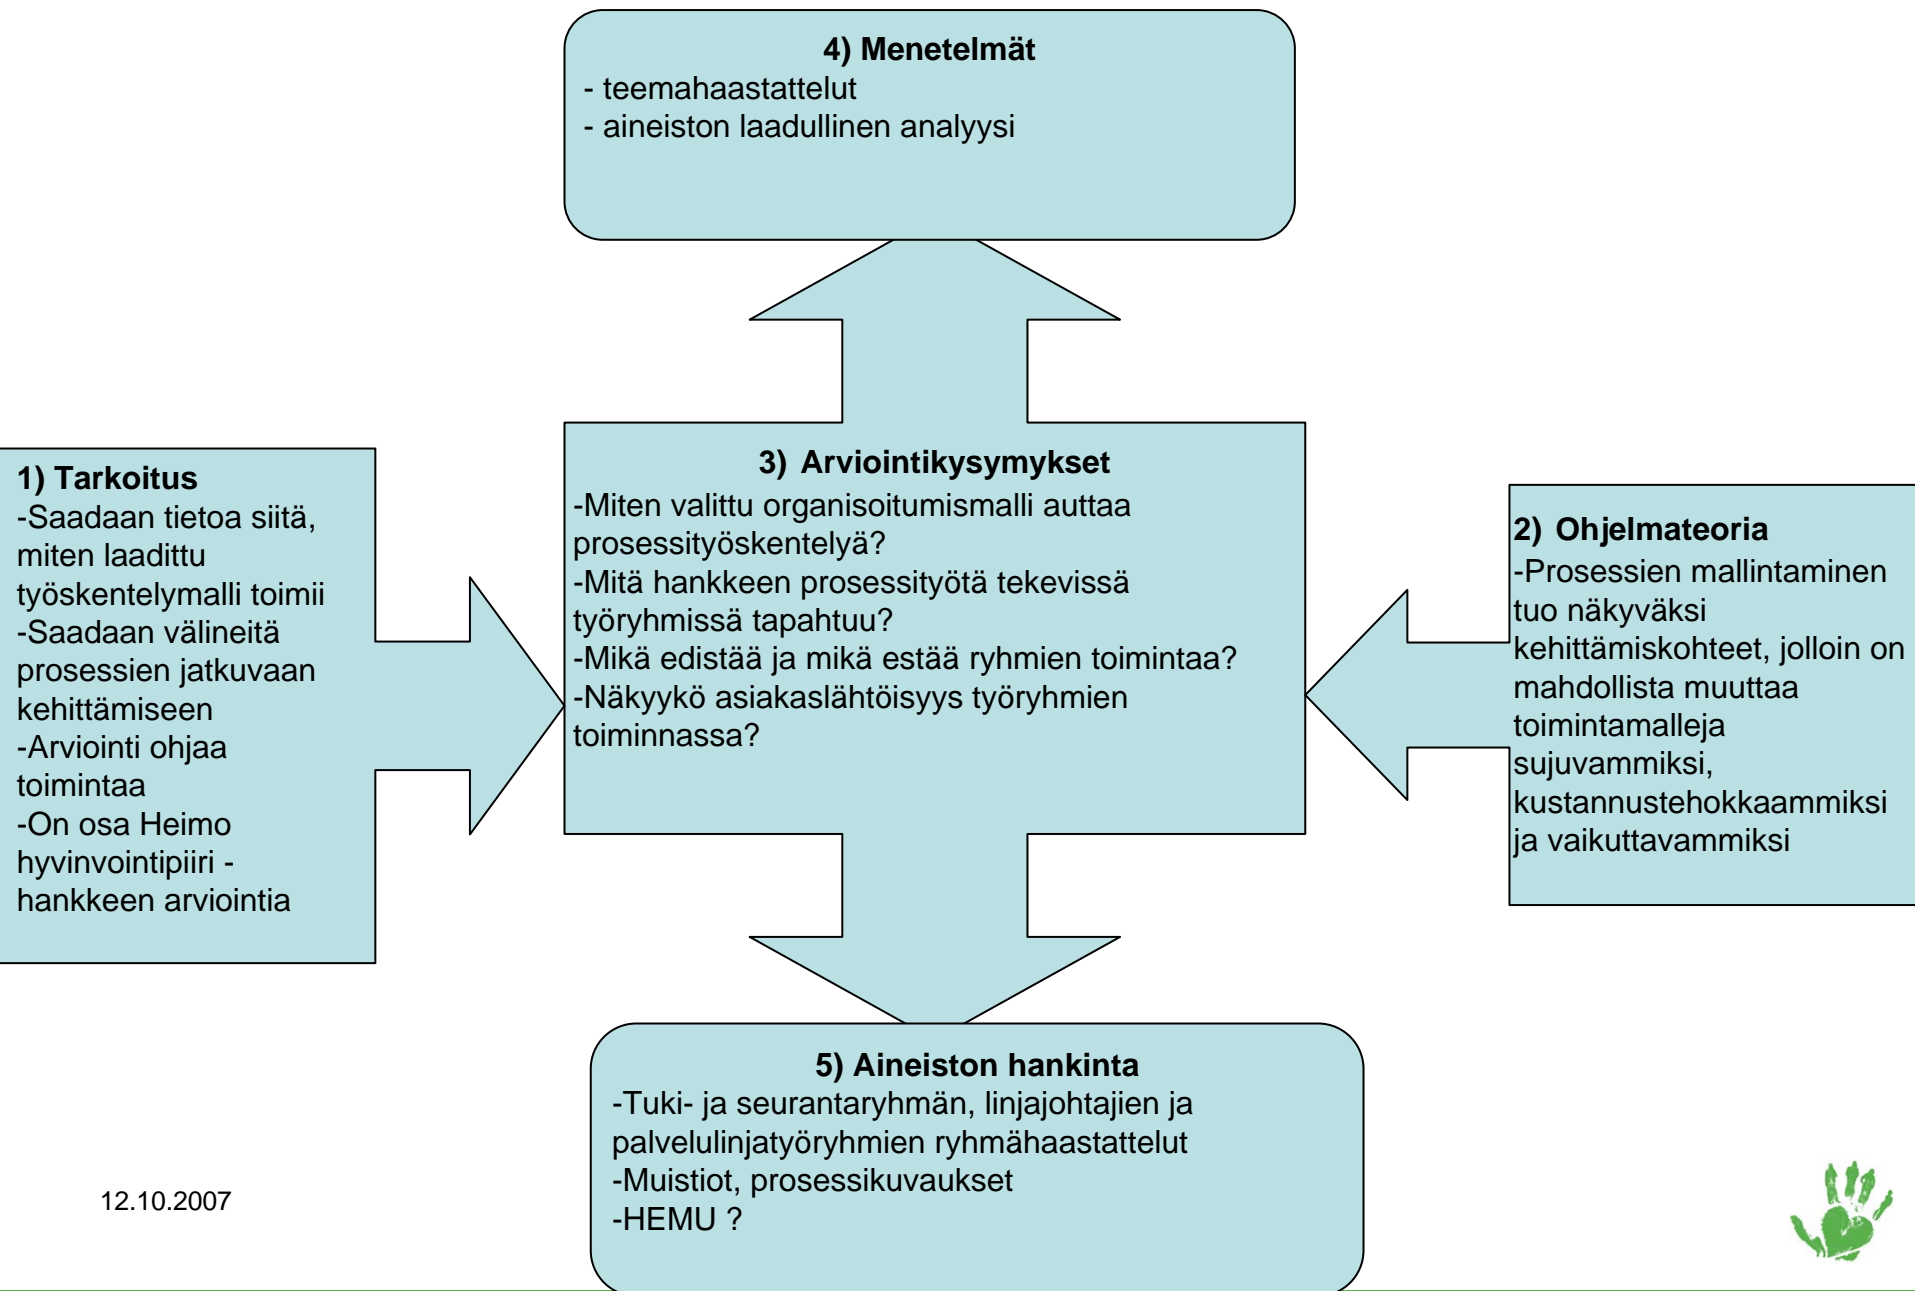 4) Menetelmät
- teemahaastattelut
- aineiston laadullinen analyysi
1) Tarkoitus
-Saadaan tietoa siitä,
miten laadittu
työskentelymalli toimii
-Saadaan välineitä
prosessien jatkuvaan
kehittämiseen
-Arviointi ohjaa
toimintaa
-On osa Heimo
hyvinvointipiiri -
hankkeen arviointia
3) Arviointikysymykset
-Miten valittu organisoitumismalli auttaa
prosessityöskentelyä?
-Mitä hankkeen prosessityötä tekevissä
työryhmissä tapahtuu?
-Mikä edistää ja mikä estää ryhmien toimintaa?
-Näkyykö asiakaslähtöisyys työryhmien
toiminnassa?
2) Ohjelmateoria
-Prosessien mallintaminen
tuo näkyväksi
kehittämiskohteet, jolloin on
mahdollista muuttaa
toimintamalleja
sujuvammiksi,
kustannustehokkaammiksi
ja vaikuttavammiksi
5) Aineiston hankinta
-Tuki- ja seurantaryhmän, linjajohtajien ja
palvelulinjatyöryhmien ryhmähaastattelut
-Muistiot, prosessikuvaukset
-HEMU ?
12.10.2007